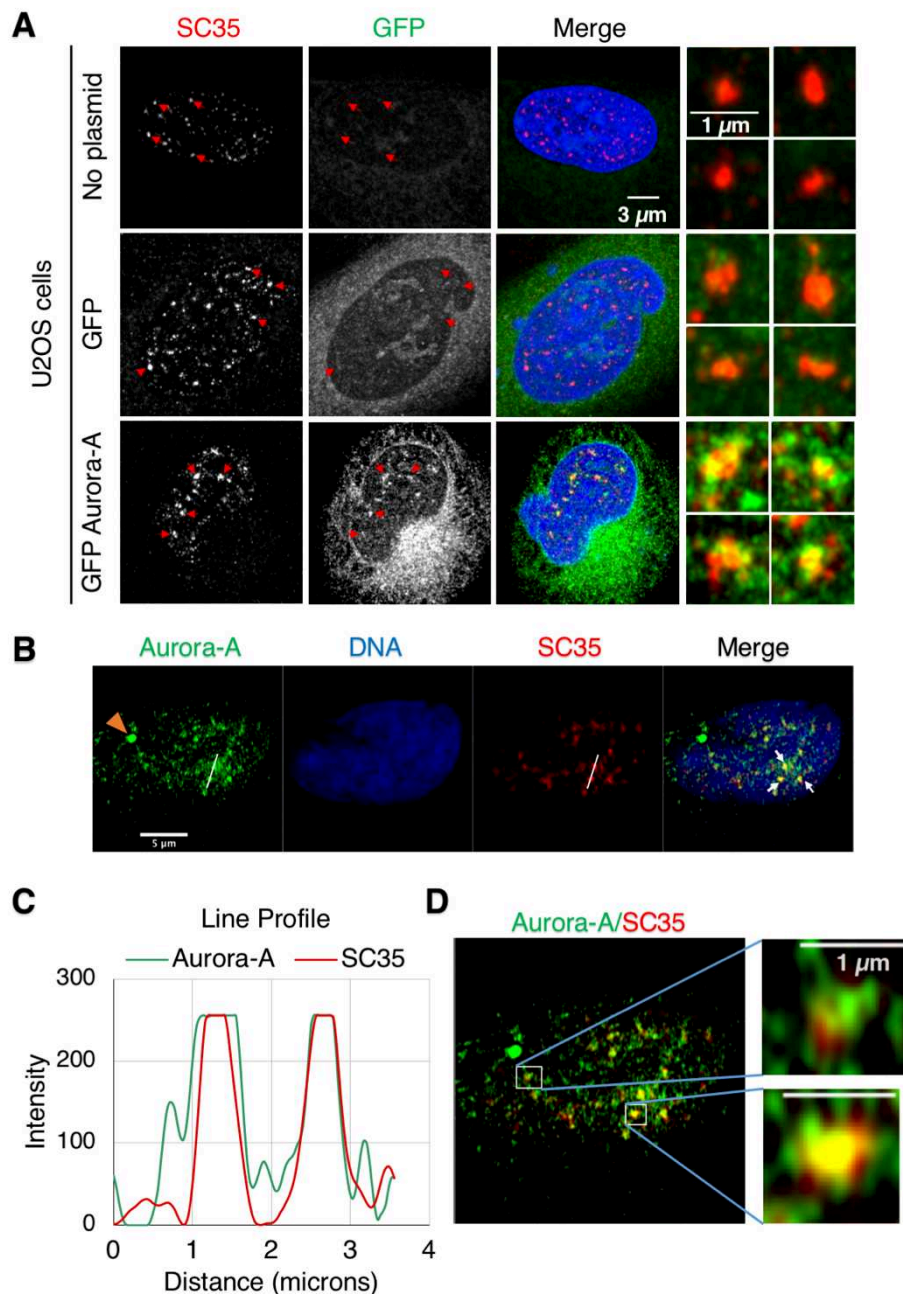 A
SC35 GFP Merge
U2OS cells
No plasmid
GFP
GFP Aurora-A
1 µm
3 µm
B
Aurora-A DNA SC35 Merge
5 µm
C
Line Profile
Aurora-A SC35
Intensity
300
200
100
0
0 1 2 3 4
Distance (microns)
D
Aurora-A/SC35
1 µm